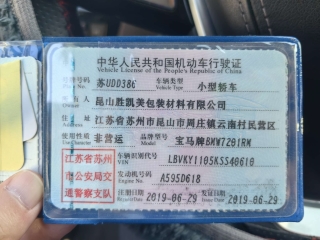 中华人民共和国机动车行驶证
Vehicle License of the People's Republic of China
号牌号码 苏UDD386 车辆类型 Vehicle Type 小型轿车
所有人 昆山胜凯美包装材料有限公司
住址 江苏省苏州市昆山市周庄镇云南村民营区
使用性质 非营运 品牌型号 Model 宝马牌BMW7201RM
江苏省苏州市公安局交通警察支队
车辆识别代号 VIN LBVKY1105KSS40610
发动机号码 Engine No. A595D618
注册日期 2019-06-29 发证日期 2019-06-29